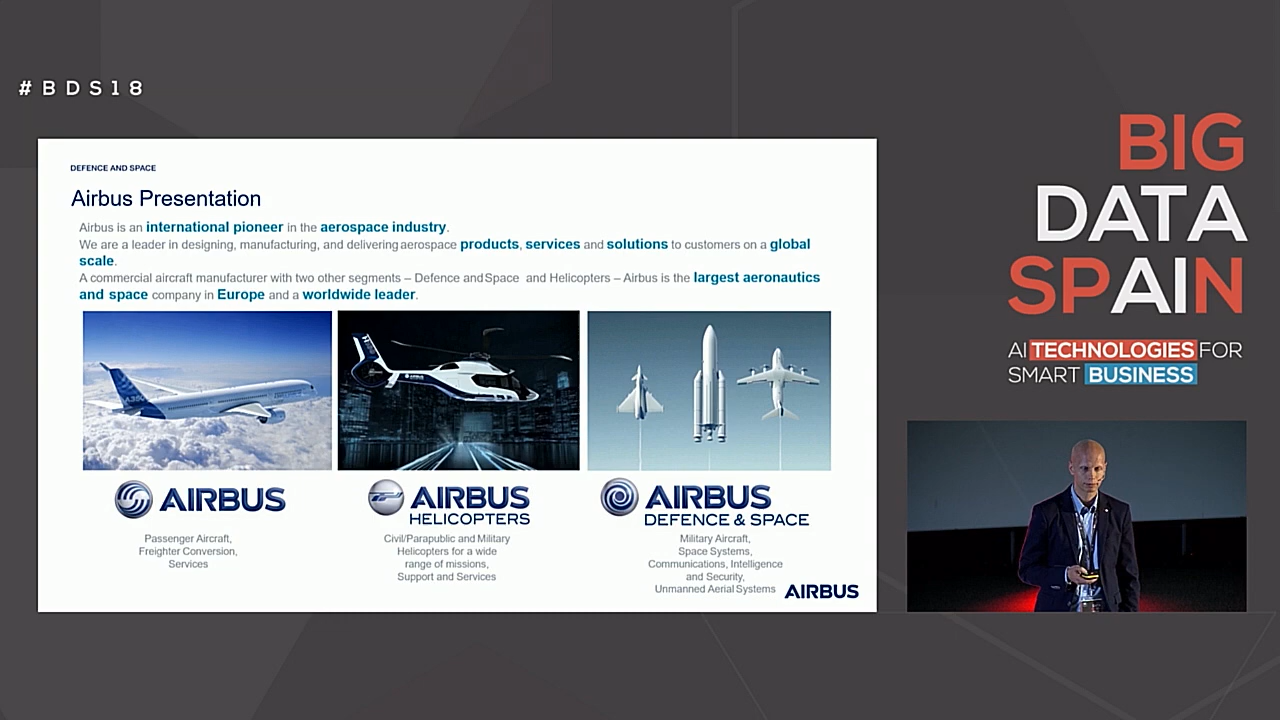 #BDS18
DEFENCE AND SPACE
Airbus Presentation
Airbus is an international pioneer in the aerospace industry.
We are a leader in designing, manufacturing, and delivering aerospace products, services and solutions to customers on a global
scale.
A commercial aircraft manufacturer with two other segments – Defence and Space and Helicopters – Airbus is the largest aeronautics
and space company in Europe and a worldwide leader.
AIRBUS
Passenger Aircraft,
Freighter Conversion,
Services
AIRBUS
HELICOPTERS
Civil/Parapublic and Military
Helicopters for a wide
range of missions,
Support and Services
AIRBUS
DEFENCE & SPACE
Military Aircraft,
Space Systems,
Communications, Intelligence
and Security,
Unmanned Aerial Systems
AIRBUS
BIG
DATA
SPAIN
AI TECHNOLOGIES FOR
SMART BUSINESS